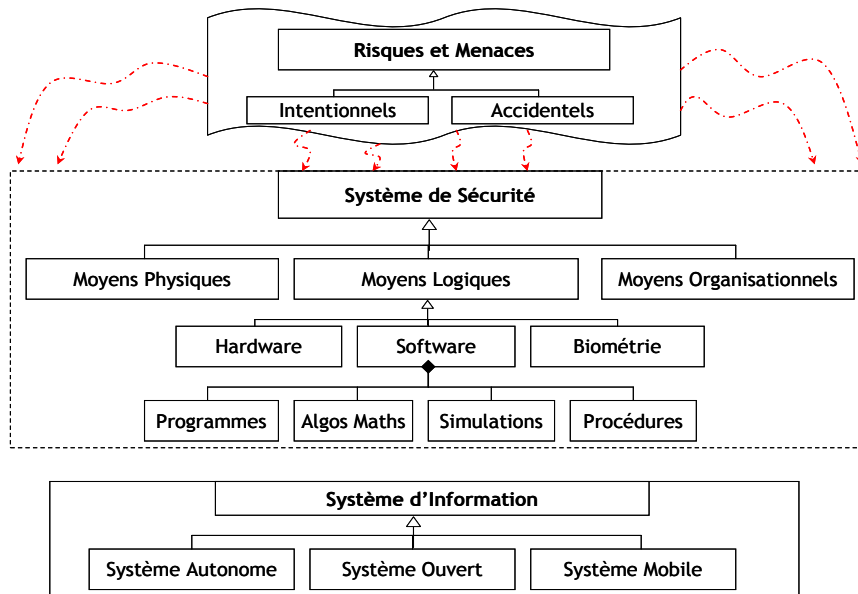 Risques et Menaces
Intentionnels
Accidentels
Système de Sécurité
Moyens Physiques
Moyens Logiques
Moyens Organisationnels
Hardware
Software
Biométrie
Programmes
Algos Maths
Simulations
Procédures
Système d'Information
Système Autonome
Système Ouvert
Système Mobile